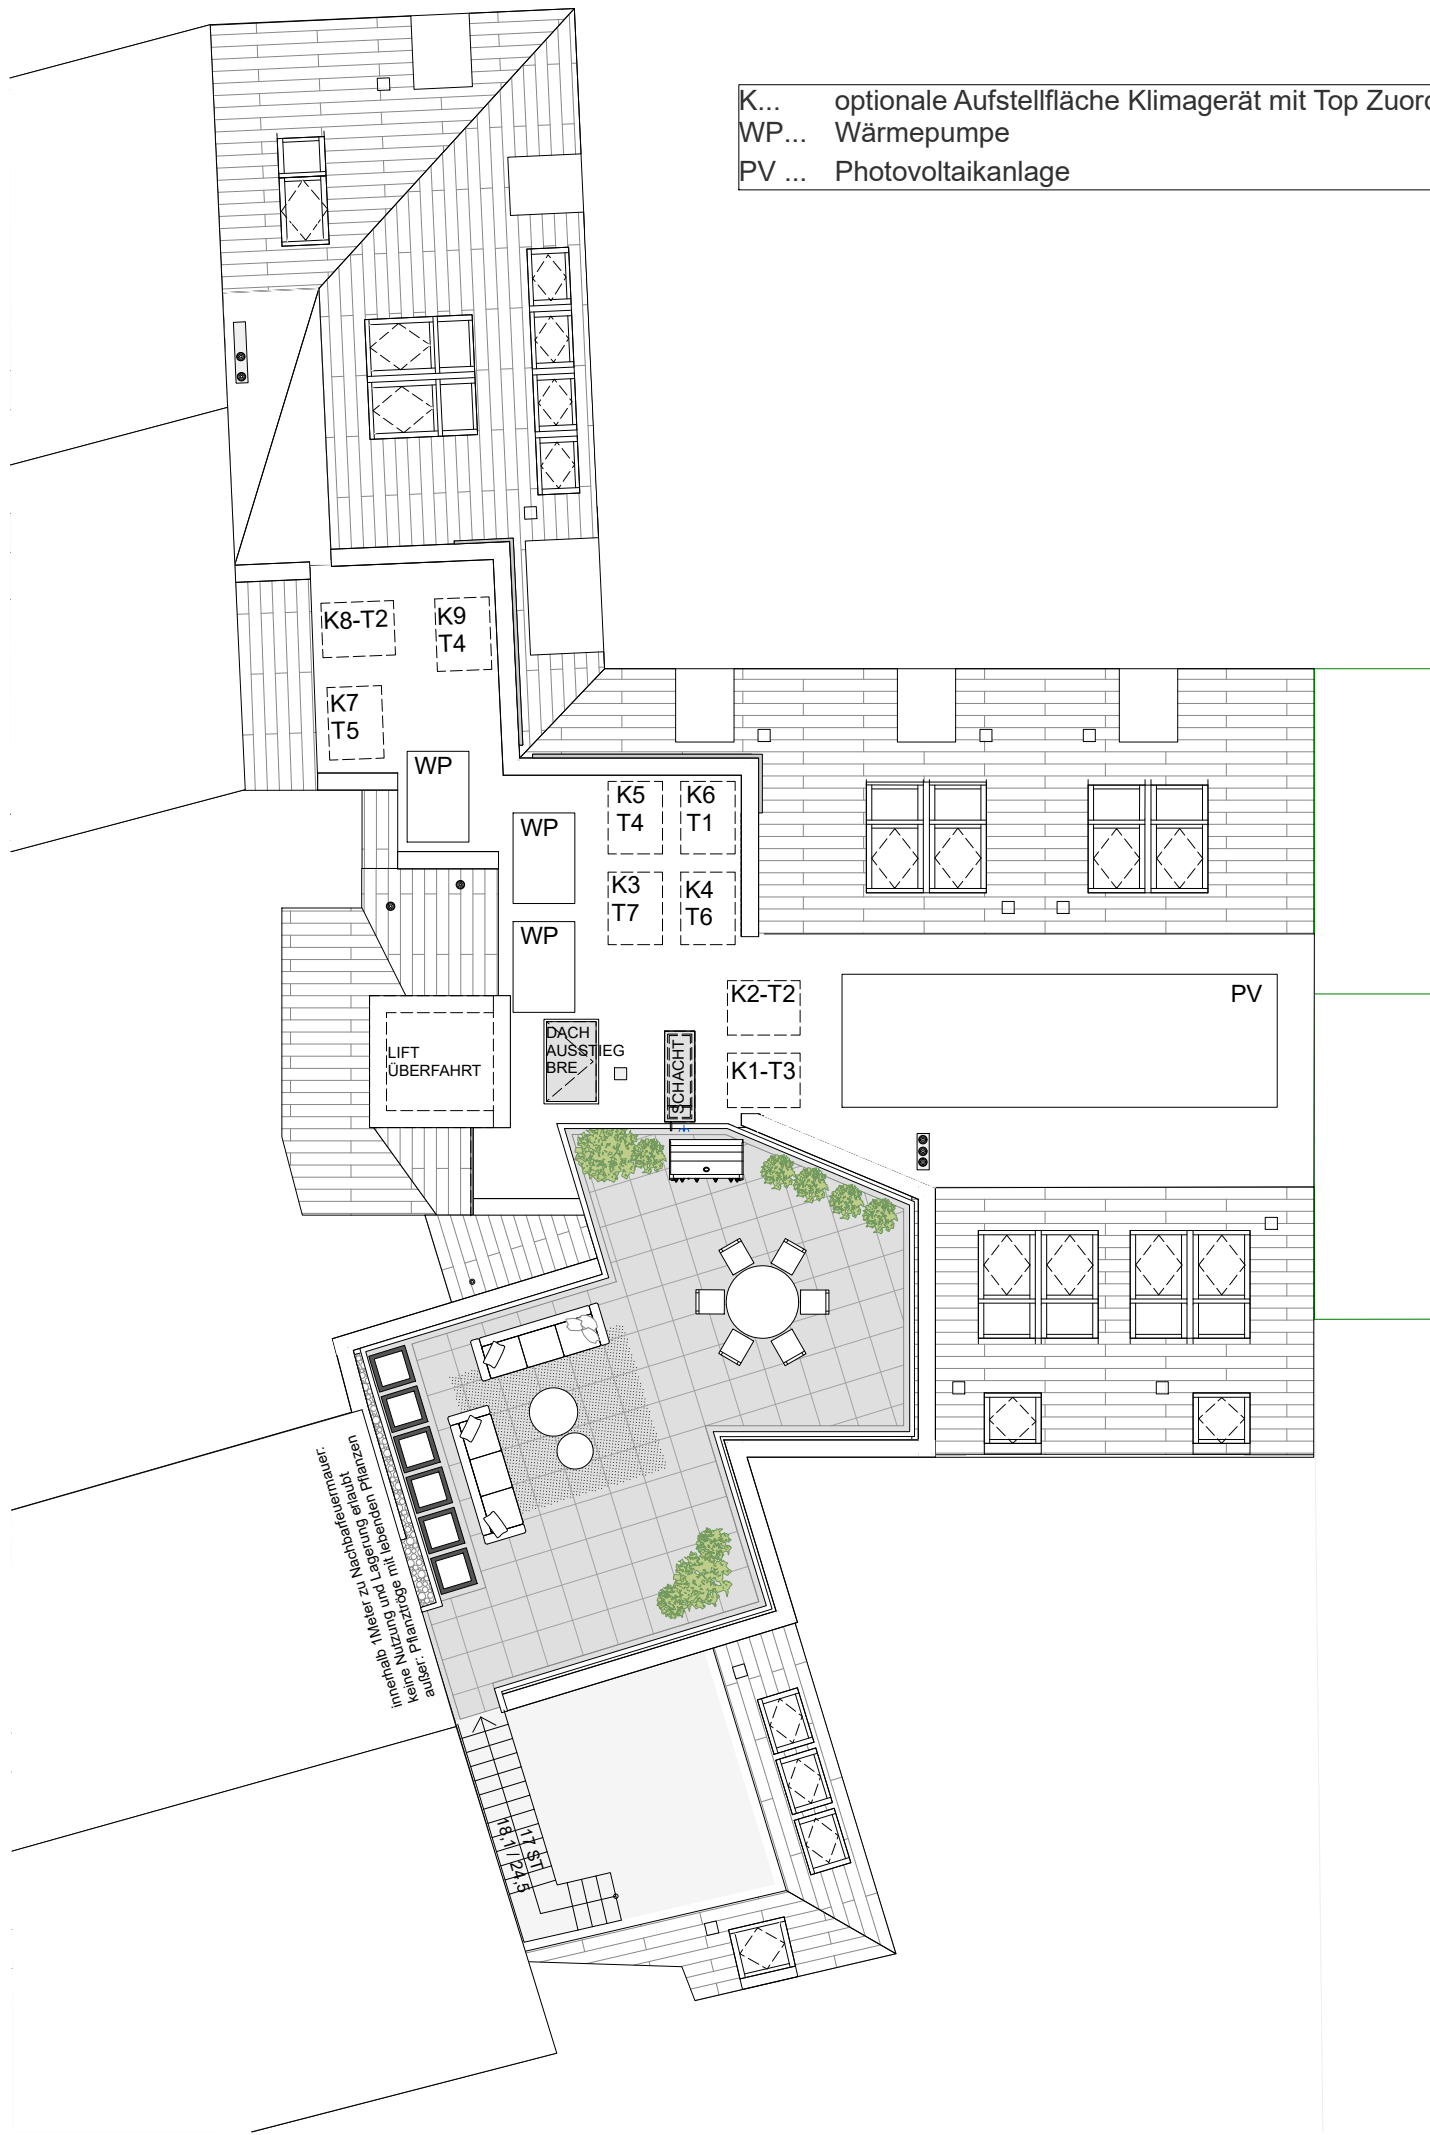 K... optionale Aufstellfläche Klimagerät mit Top
WP... Wärmepumpe
PV ... Photovoltaikanlage
K8-T2
K9
T4
K7
T5
WP
WP
K5
T4
K6
T1
K3
T7
K4
T6
WP
K2-T2
PV
DACH
AUSSTIEG
BRE
LIFT
ÜBERFAHRT
SCHACHT
K1-T3
innerhalb 1Meter zu Nachbarfeuermauer:
keine Nutzung und Lagerung erlaubt
außer: Pflanztröge mit lebenden Pflanzen
17 ST
18,1 / 24,5